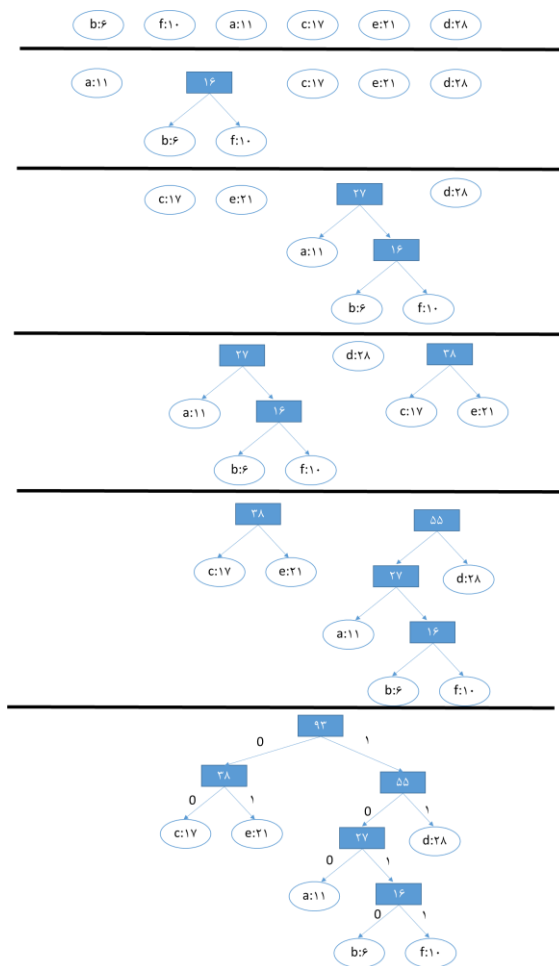 b:۶ f:۱۰ a:۱۱ c:۱۷ e:۲۱ d:۲۸
a:۱۱ ۱۶ c:۱۷ e:۲۱ d:۲۸
b:۶ f:۱۰
c:۱۷ e:۲۱ ۲۷ d:۲۸
a:۱۱ ۱۶
b:۶ f:۱۰
۲۷ d:۲۸ ۳۸
a:۱۱ ۱۶ c:۱۷ e:۲۱
b:۶ f:۱۰
۳۸ ۵۵
c:۱۷ e:۲۱ ۲۷ d:۲۸
a:۱۱ ۱۶
b:۶ f:۱۰
۹۳
0 ۱
۳۸ ۵۵
0 ۱ 0 ۱
c:۱۷ e:۲۱ ۲۷ d:۲۸
0 ۱
a:۱۱ ۱۶
0 ۱
b:۶ f:۱۰